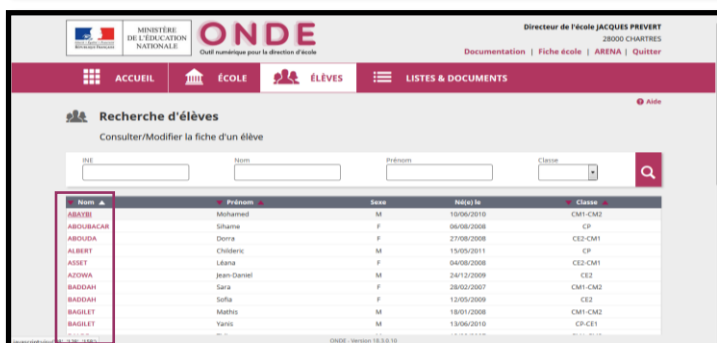 MINISTÈRE
DE L'ÉDUCATION
NATIONALE
ONDE
Outil numérique pour la direction d'école
Directeur de l'école JACQUES PREVERT
28000 CHARTRES
Documentation | Fiche école | ARENA | Quitter
ACCUEIL ÉCOLE ÉLÈVES LISTES & DOCUMENTS
Aide
Recherche d'élèves
Consulter/Modifier la fiche d'un élève
INE Nom Prénom Classe
Nom Prénom Sexe Né(e) le Classe
ABAYBI Mohamed M 10/06/2010 CM1-CM2
ABOUBACAR Sihame F 06/08/2008 CP
ABOUDA Dorra F 27/08/2008 CE2-CM1
ALBERT Childeric M 15/05/2011 CP
ASSET Léana F 04/08/2008 CE2-CM1
AZOWA Jean-Daniel M 24/12/2009 CE2
BADDAH Sara F 28/02/2007 CM1-CM2
BADDAH Sofia F 12/05/2009 CE2
BAGILET Mathis M 18/01/2008 CM1-CM2
BAGILET Yanis M 13/06/2010 CP-CE1